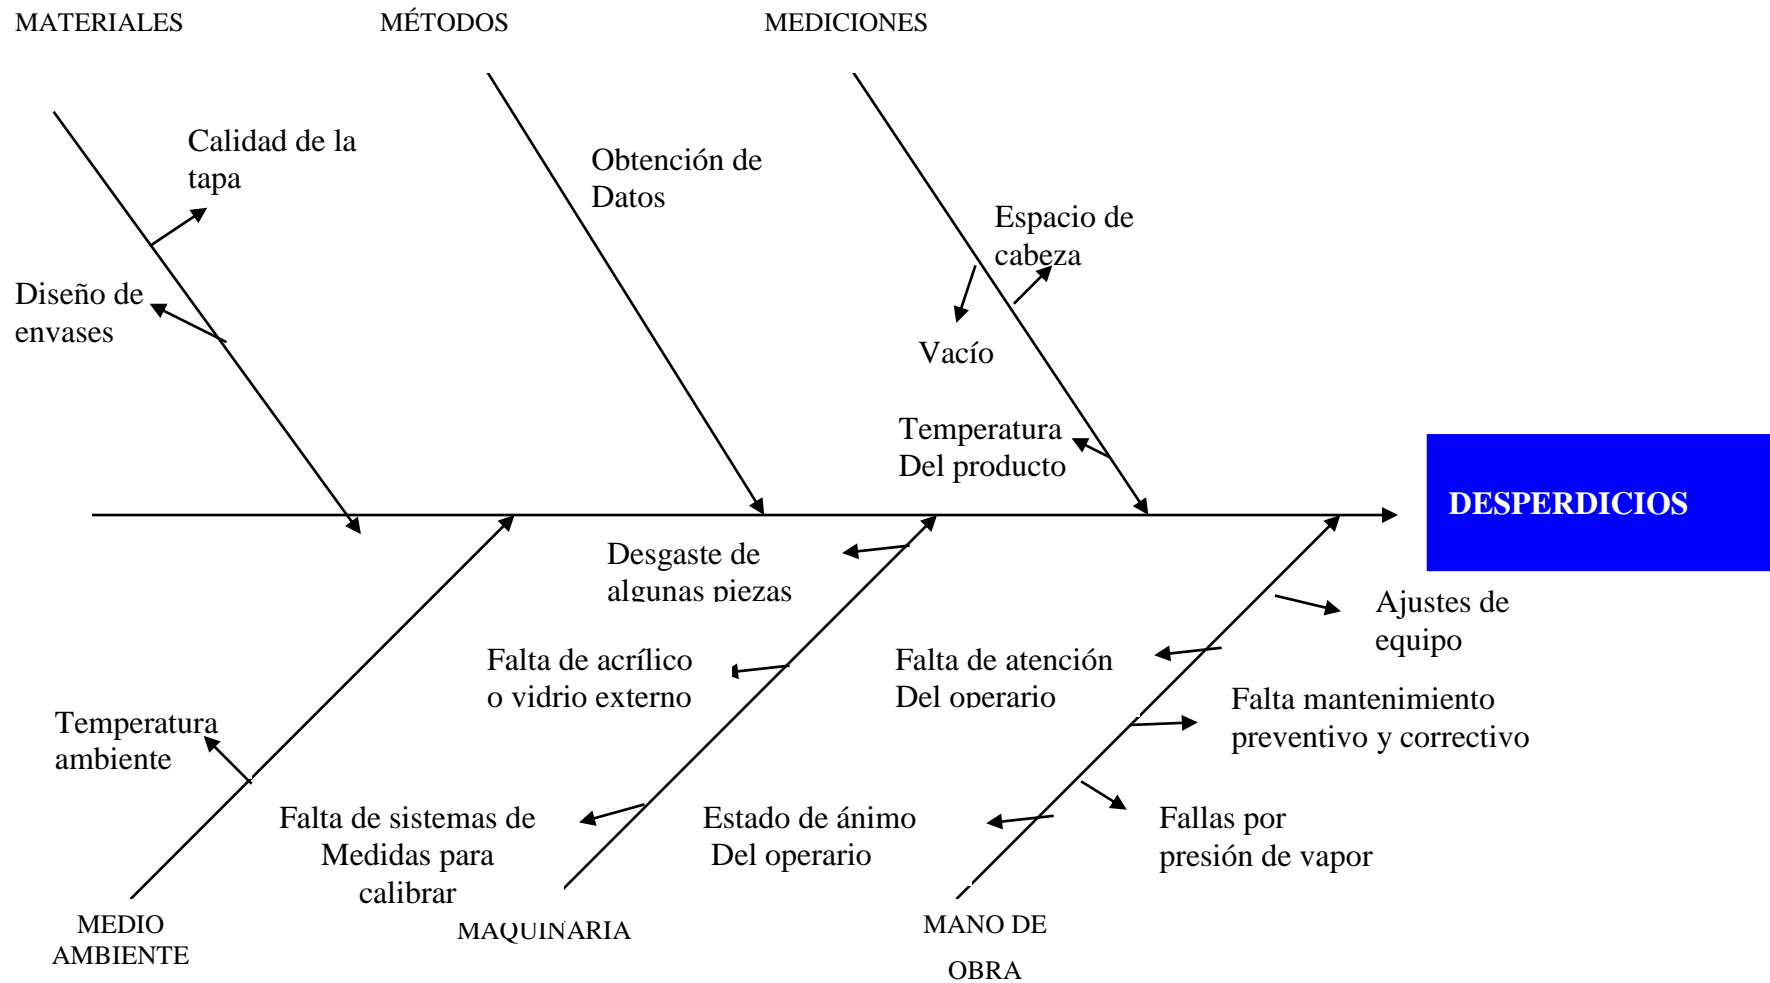 MATERIALES
MÉTODOS
MEDICIONES
Calidad de la
tapa
Obtención de
Datos
Espacio de
cabeza
Diseño de
envases
Vacío
Temperatura
Del producto
DESPERDICIOS
Desgaste de
algunas piezas
Ajustes de
equipo
Falta de acrílico
o vidrio externo
Falta de atención
Del operario
Falta mantenimiento
preventivo y correctivo
Temperatura
ambiente
Falta de sistemas de
Medidas para
calibrar
Estado de ánimo
Del operario
Fallas por
presión de vapor
MEDIO
AMBIENTE
MAQUINARIA
MANO DE
OBRA